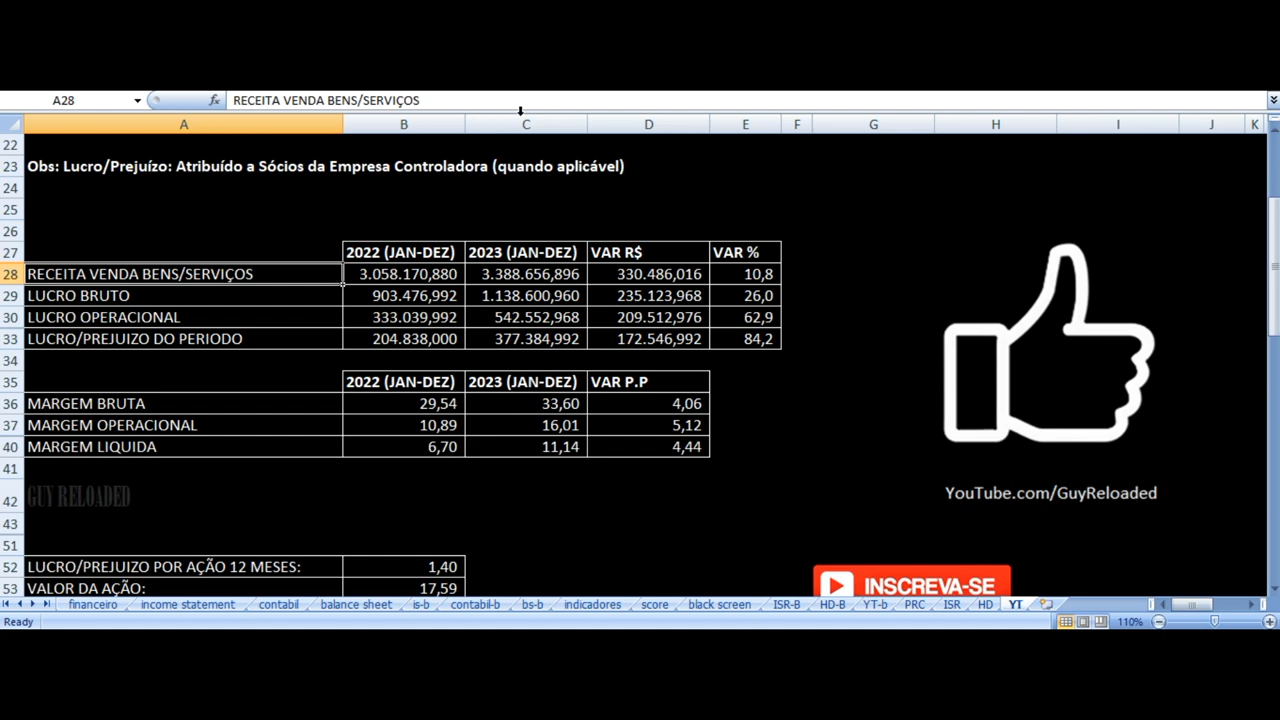 A28 fx RECEITA VENDA BENS/SERVIÇOS
A B C D E F G H I J K
22
23 Obs: Lucro/Prejuízo: Atribuído a Sócios da Empresa Controladora (quando aplicável)
24
25
26
27 2022 (JAN-DEZ) 2023 (JAN-DEZ) VAR R$ VAR %
28 RECEITA VENDA BENS/SERVIÇOS 3.058.170,880 3.388.656,896 330.486,016 10,8
29 LUCRO BRUTO 903.476,992 1.138.600,960 235.123,968 26,0
30 LUCRO OPERACIONAL 333.039,992 542.552,968 209.512,976 62,9
33 LUCRO/PREJUIZO DO PERIODO 204.838,000 377.384,992 172.546,992 84,2
34
35 2022 (JAN-DEZ) 2023 (JAN-DEZ) VAR P.P
36 MARGEM BRUTA 29,54 33,60 4,06
37 MARGEM OPERACIONAL 10,89 16,01 5,12
40 MARGEM LIQUIDA 6,70 11,14 4,44
41
42 GUY RELOADED YouTube.com/GuyReloaded
43
51
52 LUCRO/PREJUIZO POR AÇÃO 12 MESES: 1,40
53 VALOR DA AÇÃO: 17,59 INSCREVA-SE
financeiro income statement contabil balance sheet is-b contabil-b bs-b indicadores score black screen ISR-B HD-B YT-b PRC ISR HD YT
Ready 110%